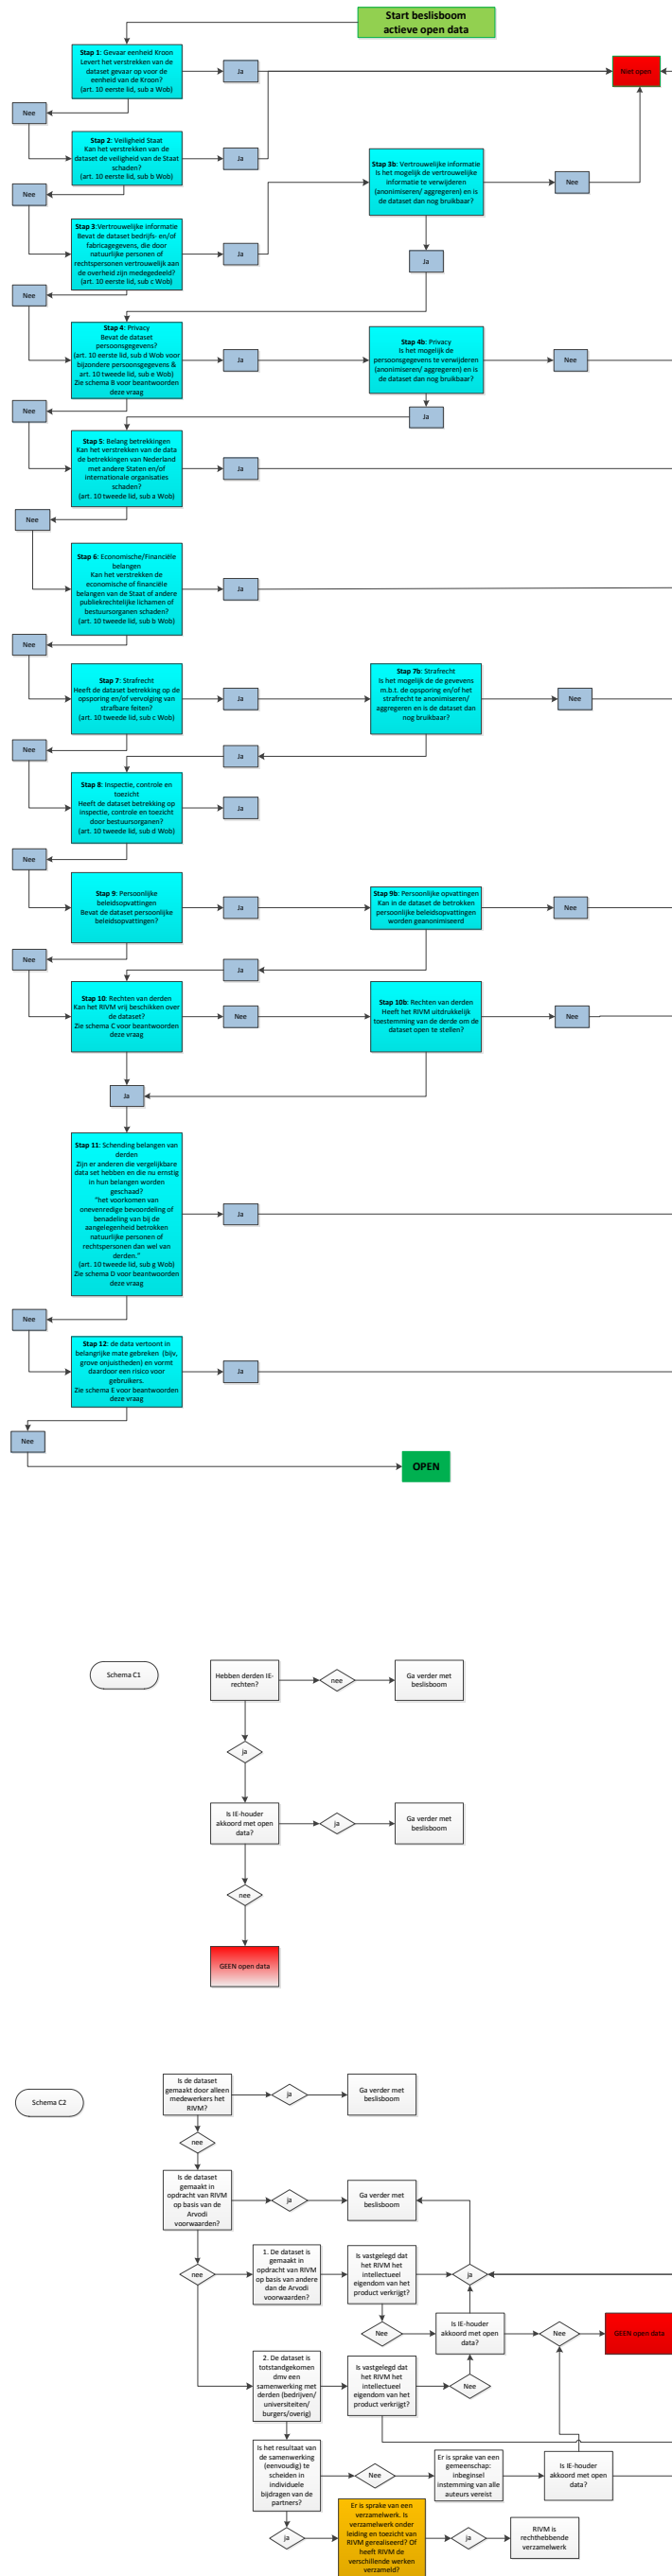 Start beslisboom
actieve open data
Stap 1: Gevaar eenheid Kroon
Levert het verstrekken van de
dataset gevaar op voor de
eenheid van de Kroon?
(art. 10 eerste lid, sub a Wob)
Ja
Niet open
Nee
Stap 2: Veiligheid Staat
Kan het verstrekken van de
dataset de veiligheid van de Staat
schaden?
(art. 10 eerste lid, sub b Wob)
Ja
Stap 3b: Vertrouwelijke informatie
Is het mogelijk de vertrouwelijke
informatie te verwijderen
(anonimiseren/ aggregeren) en is
de dataset dan nog bruikbaar?
Nee
Nee
Stap 3:Vertrouwelijke informatie
Bevat de dataset bedrijfs- en/of
fabricagegevens, die door
natuurlijke personen of
rechtspersonen vertrouwelijk aan
de overheid zijn medegedeeld?
(art. 10 eerste lid, sub c Wob)
Ja
Ja
Nee
Stap 4: Privacy
Bevat de dataset
persoonsgegevens?
(art. 10 eerste lid, sub d Wob voor
bijzondere persoonsgegevens &
art. 10 tweede lid, sub e Wob)
Zie schema B voor beantwoorden
deze vraag
Ja
Stap 4b: Privacy
Is het mogelijk de
persoonsgegevens te verwijderen
(anonimiseren/ aggregeren) en is
de dataset dan nog bruikbaar?
Nee
Nee
Ja
Stap 5: Belang betrekkingen
Kan het verstrekken van de data
de betrekkingen van Nederland
met andere Staten en/of
internationale organisaties
schaden?
(art. 10 tweede lid, sub a Wob)
Ja
Nee
Stap 6: Economische/Financiële
belangen
Kan het verstrekken de
economische of financiële
belangen van de Staat of andere
publiekrechtelijke lichamen of
bestuursorganen schaden?
(art. 10 tweede lid, sub b Wob)
Ja
Nee
Stap 7: Strafrecht
Heeft de dataset betrekking op de
opsporing en/of vervolging van
strafbare feiten?
(art. 10 tweede lid, sub c Wob)
Ja
Stap 7b: Strafrecht
Is het mogelijk de de gevevens
m.b.t. de opsporing en/of het
strafrecht te anonimiseren/
aggregeren en is de dataset dan
nog bruikbaar?
Nee
Nee
Ja
Stap 8: Inspectie, controle en
toezicht
Heeft de dataset betrekking op
inspectie, controle en toezicht
door bestuursorganen?
(art. 10 tweede lid, sub d Wob)
Ja
Nee
Stap 9: Persoonlijke
beleidsopvattingen
Bevat de dataset persoonlijke
beleidsopvattingen?
Ja
Stap 9b: Persoonlijke opvattingen
Kan in de dataset de betrokken
persoonlijke beleidsopvattingen
worden geanonimiseerd
Nee
Nee
Ja
Stap 10: Rechten van derden
Kan het RIVM vrij beschikken over
de dataset?
Zie schema C voor beantwoorden
deze vraag
Nee
Stap 10b: Rechten van derden
Heeft het RIVM uitdrukkelijk
toestemming van de derde om de
dataset open te stellen?
Nee
Ja
Stap 11: Schending belangen van
derden
Zijn er anderen die vergelijkbare
data set hebben en die nu ernstig
in hun belangen worden
geschaad?
"het voorkomen van
onevenredige bevoordeling of
benadeling van bij de
aangelegenheid betrokken
natuurlijke personen of
rechtspersonen dan wel van
derden."
(art. 10 tweede lid, sub g Wob)
Zie schema D voor beantwoorden
deze vraag
Ja
Nee
Stap 12: de data vertoont in
belangrijke mate gebreken (bijv,
grove onjuistheden) en vormt
daardoor een risico voor
gebruikers.
Zie schema E voor beantwoorden
deze vraag
Ja
Nee
OPEN
Schema C1
Hebben derden IE-
rechten?
nee
Ga verder met
beslisboom
ja
Is IE-houder
akkoord met open
data?
ja
Ga verder met
beslisboom
nee
GEEN open data
Schema C2
Is de dataset
gemaakt door alleen
medewerkers het
RIVM?
ja
Ga verder met
beslisboom
nee
Is de dataset
gemaakt in
opdracht van RIVM
op basis van de
Arvodi
voorwaarden?
ja
Ga verder met
beslisboom
nee
1. De dataset is
gemaakt in
opdracht van RIVM
op basis van andere
dan de Arvodi
voorwaarden?
Is vastgelegd dat
het RIVM het
intellectueel
eigendom van het
product verkrijgt?
ja
Nee
Is IE-houder
akkoord met open
data?
Nee
GEEN open data
2. De dataset is
totstandgekomen
dmv een
samenwerking met
derden (bedrijven/
universiteiten/
burgers/overig)
Is vastgelegd dat
het RIVM het
intellectueel
eigendom van het
product verkrijgt?
Nee
Is het resultaat van
de samenwerking
(eenvoudig) te
scheiden in
individuele
bijdragen van de
partners?
Nee
Er is sprake van een
gemeenschap:
inbeginsel
instemming van alle
auteurs vereist
Is IE-houder
akkoord met open
data?
ja
Er is sprake van een
verzamelwerk. Is
verzamelwerk onder
leiding en toezicht van
RIVM gerealiseerd? Of
heeft RIVM de
verschillende werken
verzameld?
ja
RIVM is
rechthebbende
verzamelwerk